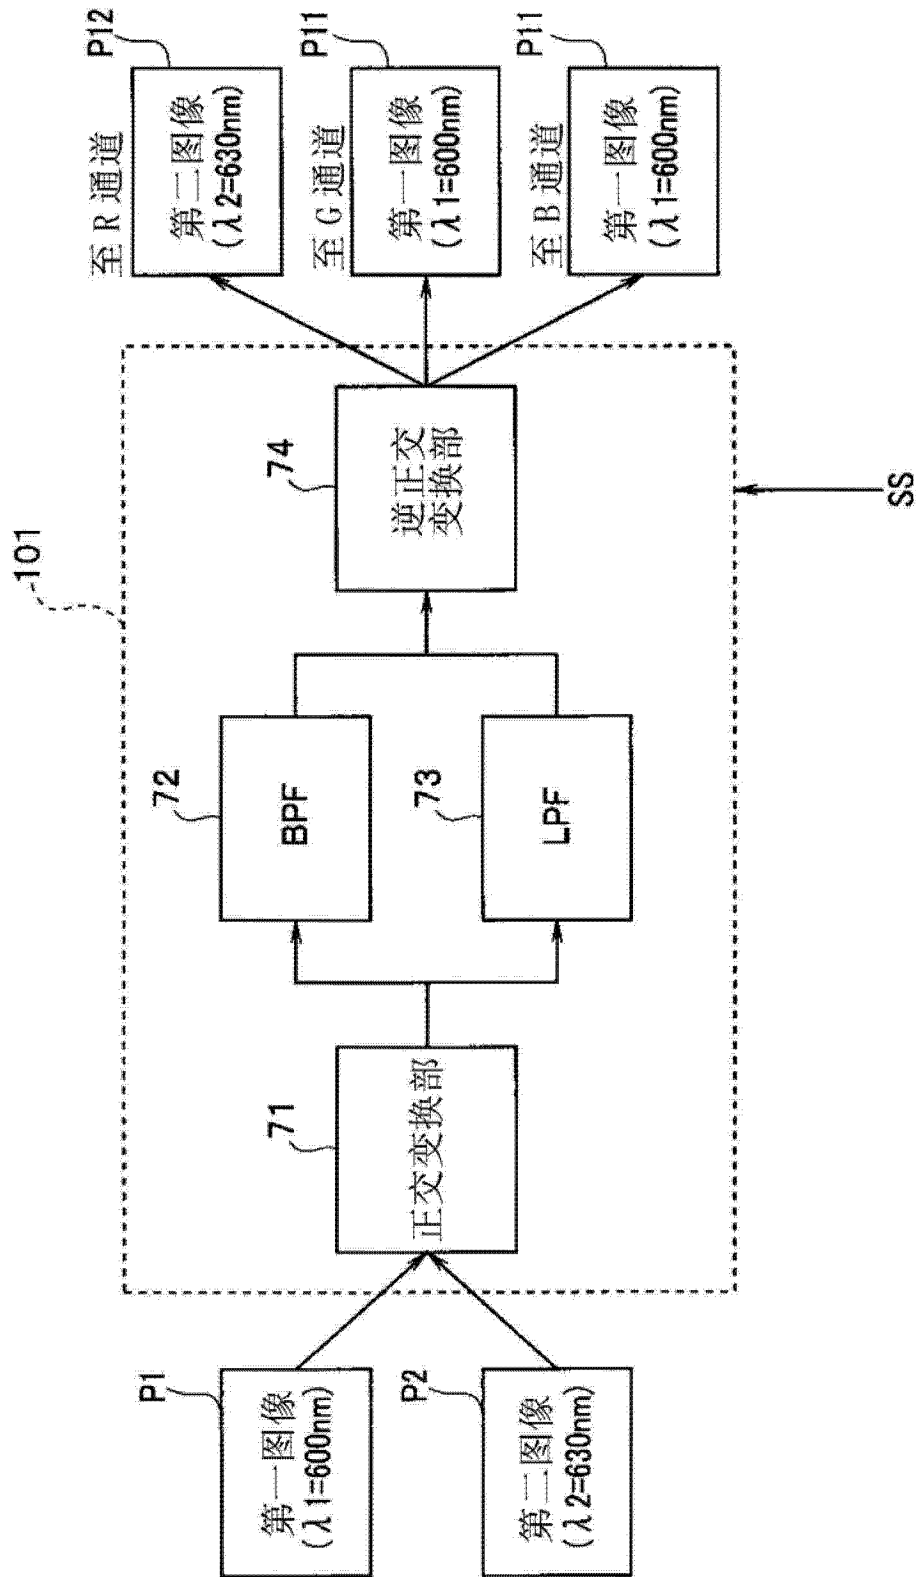 101
P1
第一图像
(λ1=600nm)
P2
第二图像
(λ2=630nm)
71
正交变换部
72
BPF
73
LPF
74
逆正交
变换部
SS
至 R 通道
P12
第二图像
(λ2=630nm)
至 G 通道
P11
第一图像
(λ1=600nm)
至 B 通道
P11
第一图像
(λ1=600nm)